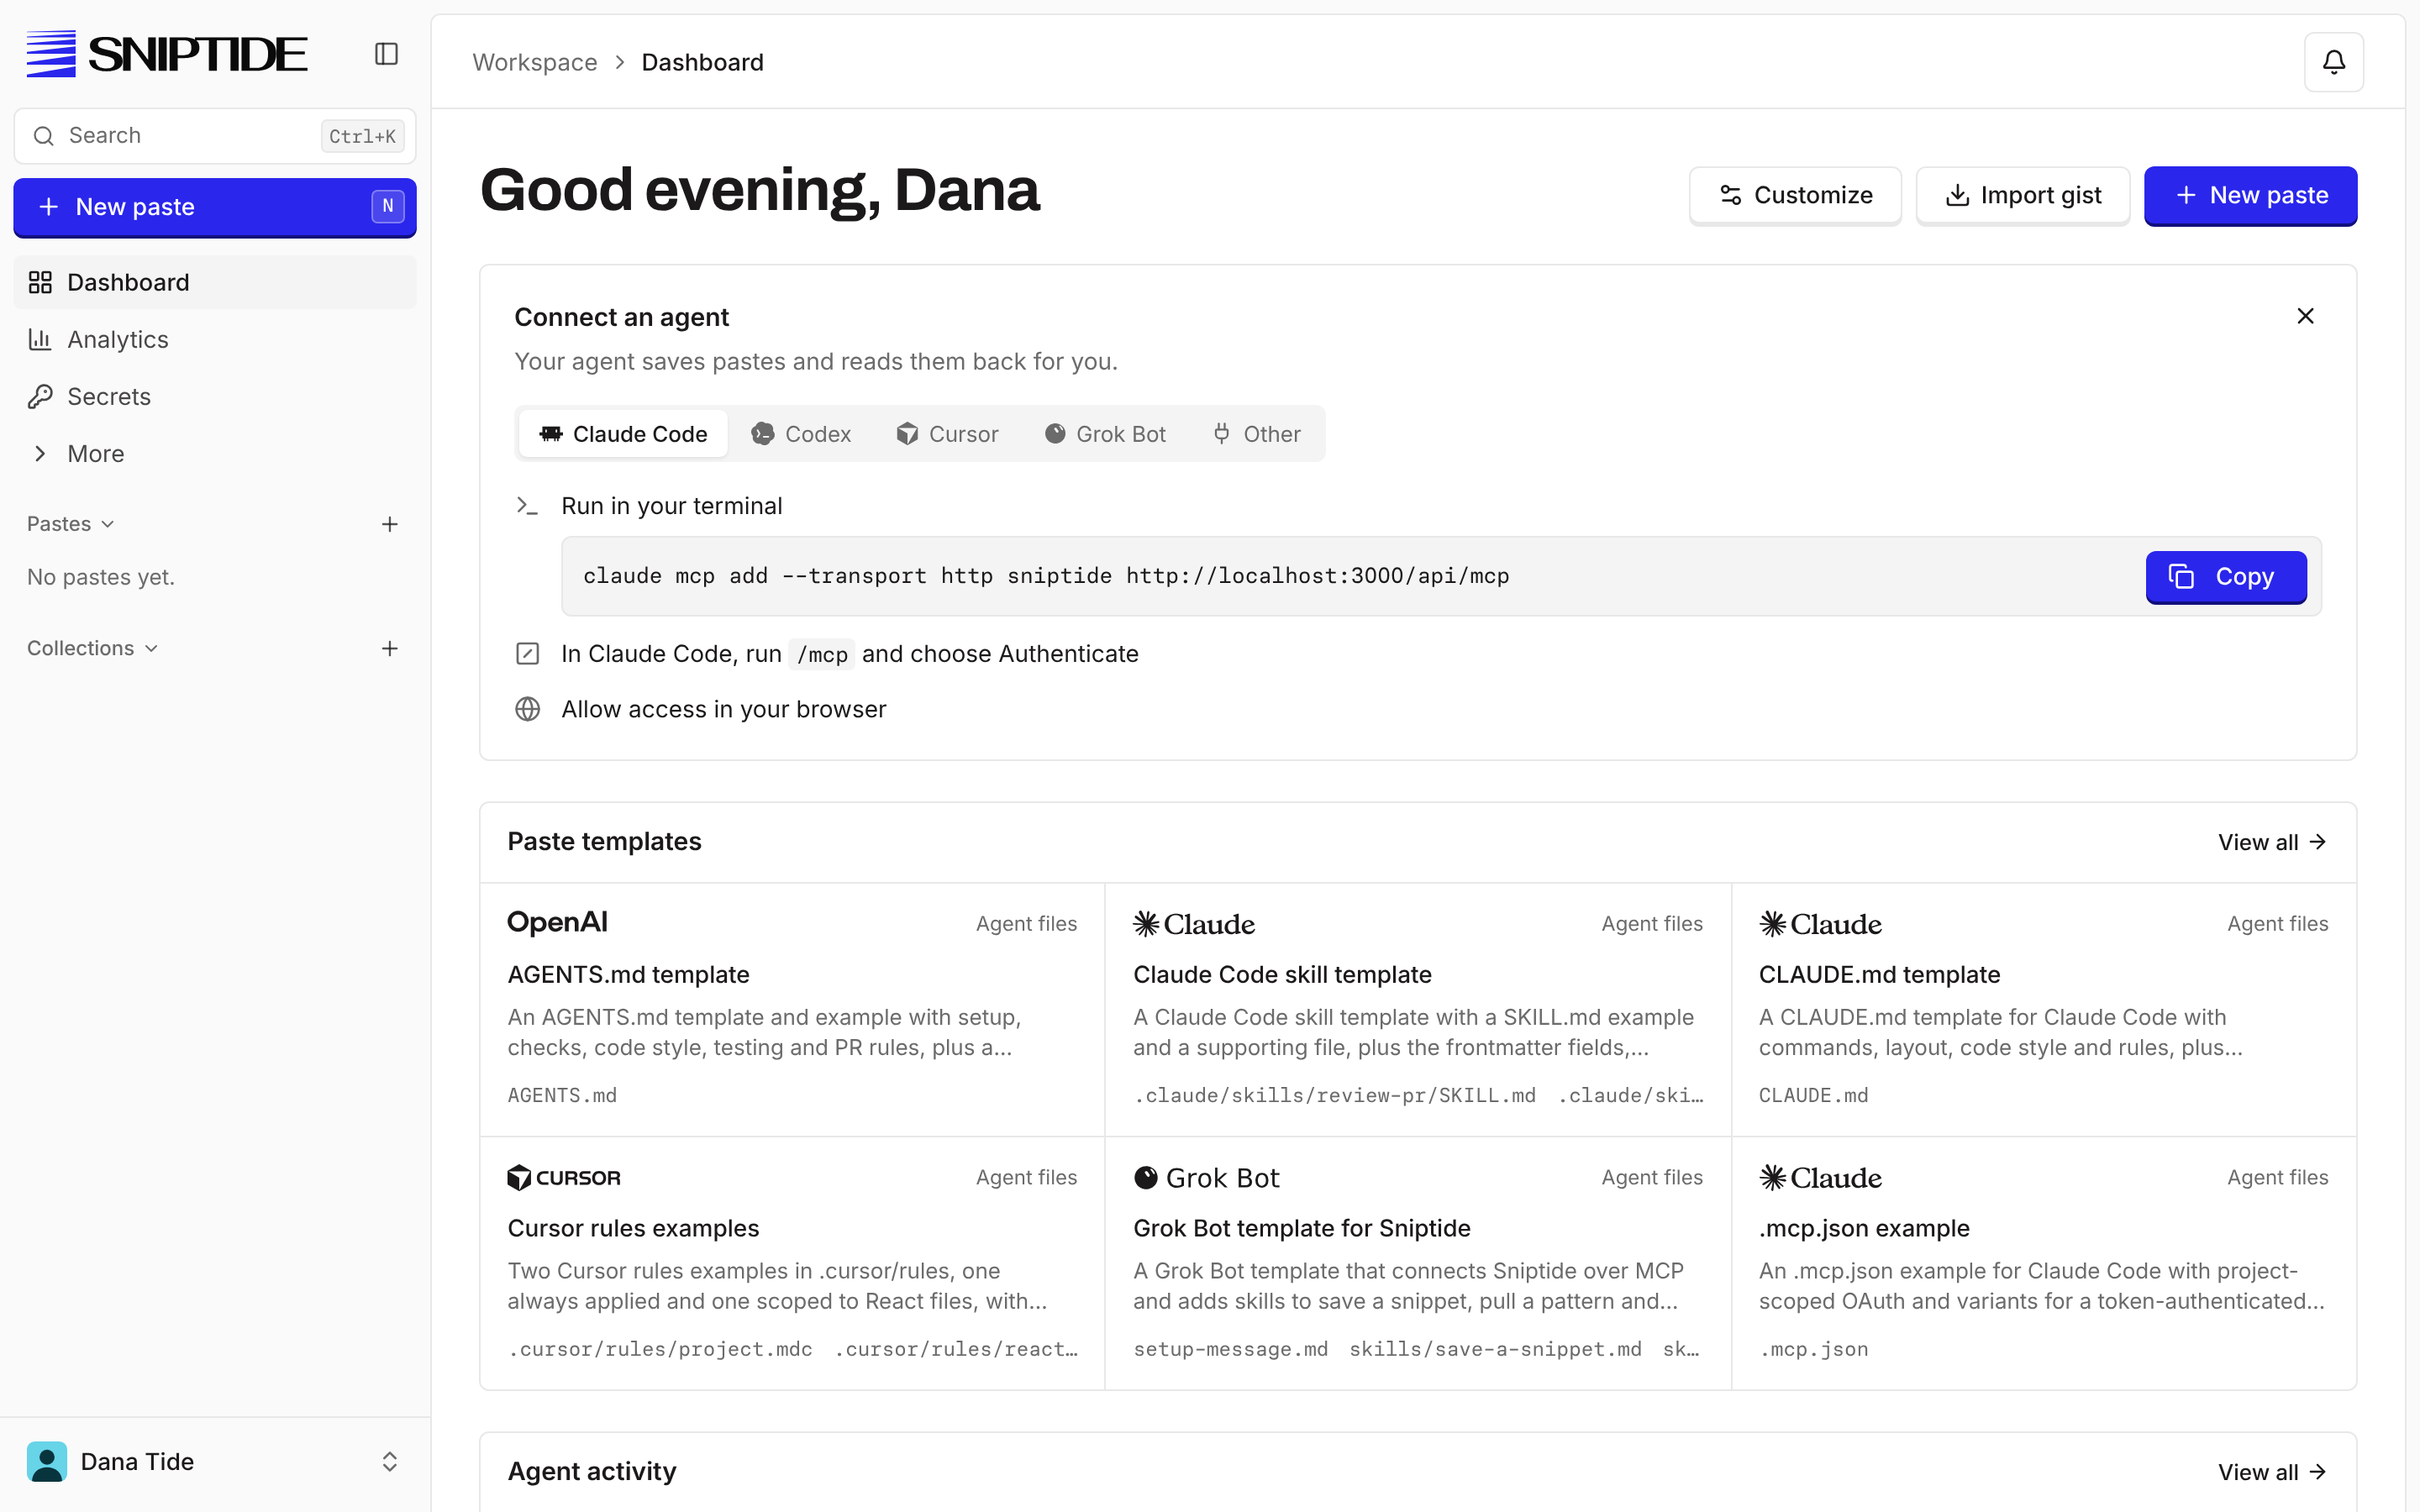 SNIPTIDE
Search Ctrl+K
New paste N
Dashboard
Analytics
Secrets
More
Pastes
No pastes yet.
Collections
Dana Tide
Workspace > Dashboard
Good evening, Dana
Customize
Import gist
New paste
Connect an agent
Your agent saves pastes and reads them back for you.
Claude Code Codex Cursor Grok Bot Other
Run in your terminal
claude mcp add --transport http sniptide http://localhost:3000/api/mcp
Copy
In Claude Code, run /mcp and choose Authenticate
Allow access in your browser
Paste templates View all
OpenAI Agent files
AGENTS.md template
An AGENTS.md template and example with setup,
checks, code style, testing and PR rules, plus a...
AGENTS.md
Claude Agent files
Claude Code skill template
A Claude Code skill template with a SKILL.md example
and a supporting file, plus the frontmatter fields,...
.claude/skills/review-pr/SKILL.md .claude/ski...
Claude Agent files
CLAUDE.md template
A CLAUDE.md template for Claude Code with
commands, layout, code style and rules, plus...
CLAUDE.md
CURSOR Agent files
Cursor rules examples
Two Cursor rules examples in .cursor/rules, one
always applied and one scoped to React files, with...
.cursor/rules/project.mdc .cursor/rules/react...
Grok Bot Agent files
Grok Bot template for Sniptide
A Grok Bot template that connects Sniptide over MCP
and adds skills to save a snippet, pull a pattern and...
setup-message.md skills/save-a-snippet.md sk...
Claude Agent files
.mcp.json example
An .mcp.json example for Claude Code with project-
scoped OAuth and variants for a token-authenticated...
.mcp.json
Agent activity View all